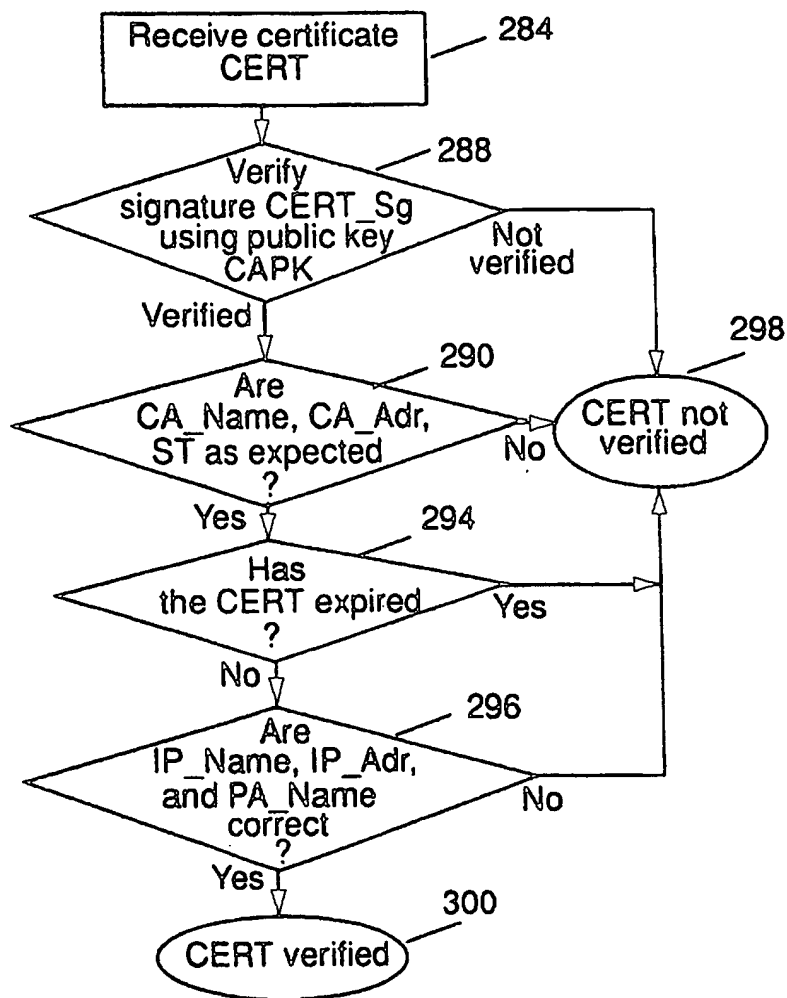 Receive certificate
CERT
284
288
Verify
signature CERT_Sg
using public key
CAPK
Not
verified
Verified
290
298
Are
CA_Name, CA_Adr,
ST as expected
?
No
CERT not
verified
Yes
294
Has
the CERT expired
?
Yes
No
296
Are
IP_Name, IP_Adr,
and PA_Name
correct
?
No
Yes
300
CERT verified